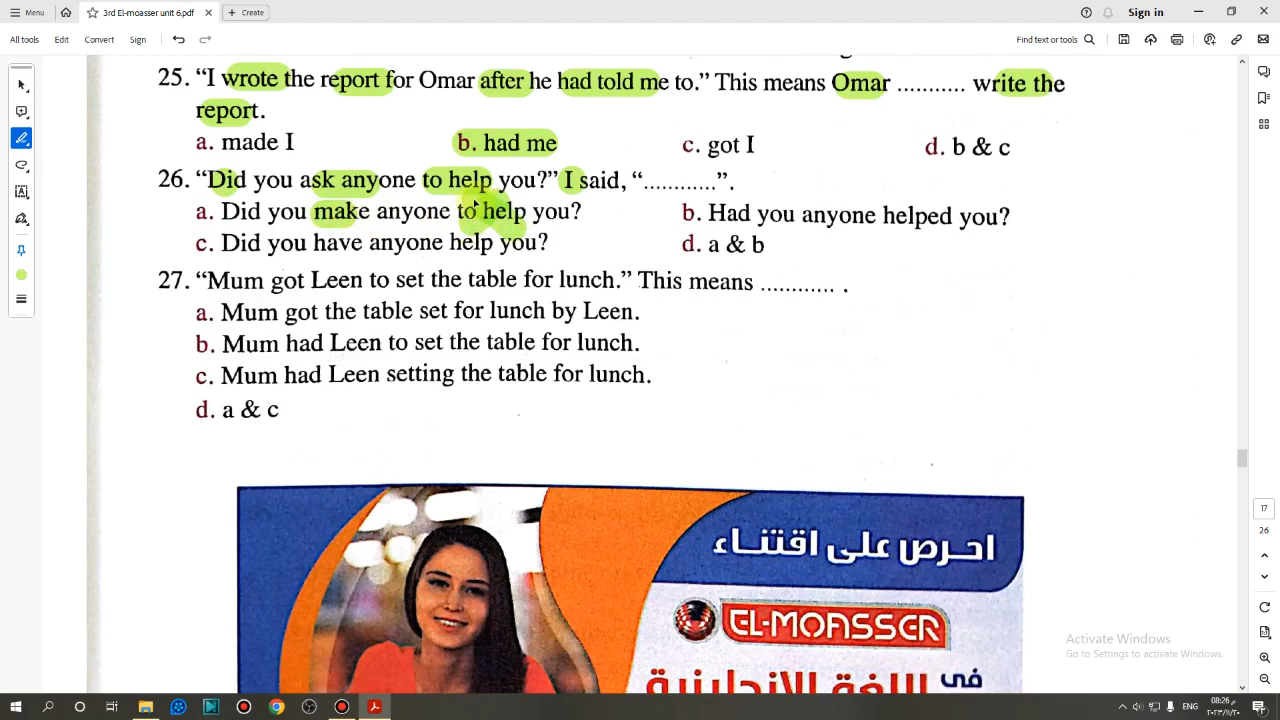 Menu
3rd El-moasser unit 6.pdf
Create
Sign in
All tools Edit Convert Sign
Find text or tools
25. “I wrote the report for Omar after he had told me to.” This means Omar ........... write the
report.
a. made I b. had me c. got I d. b & c
26. “Did you ask anyone to help you?” I said, “............”.
a. Did you make anyone to help you? b. Had you anyone helped you?
c. Did you have anyone help you? d. a & b
27. “Mum got Leen to set the table for lunch.” This means ............ .
a. Mum got the table set for lunch by Leen.
b. Mum had Leen to set the table for lunch.
c. Mum had Leen setting the table for lunch.
d. a & c
17
26
احرص على اقتناء
EL-MOASSER
فى اللغة الإنجليزية
Activate Windows
Go to Settings to activate Windows.
ENG
08:26 م